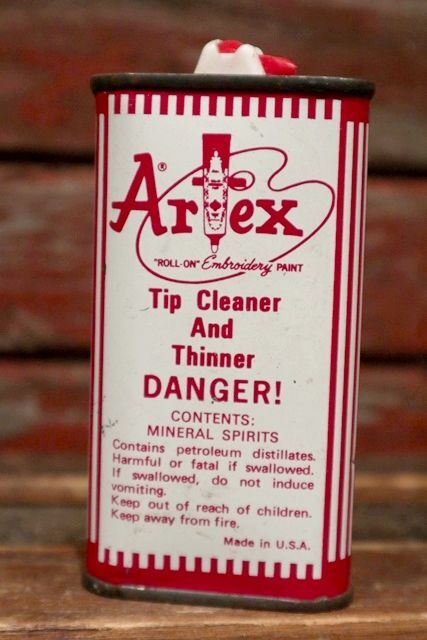 Artex®
"ROLL-ON" Embroidery PAINT
Tip Cleaner
And
Thinner
DANGER!
CONTENTS:
MINERAL SPIRITS
Contains petroleum distillates.
Harmful or fatal if swallowed.
If swallowed, do not induce
vomiting.
Keep out of reach of children.
Keep away from fire.
Made in U.S.A.